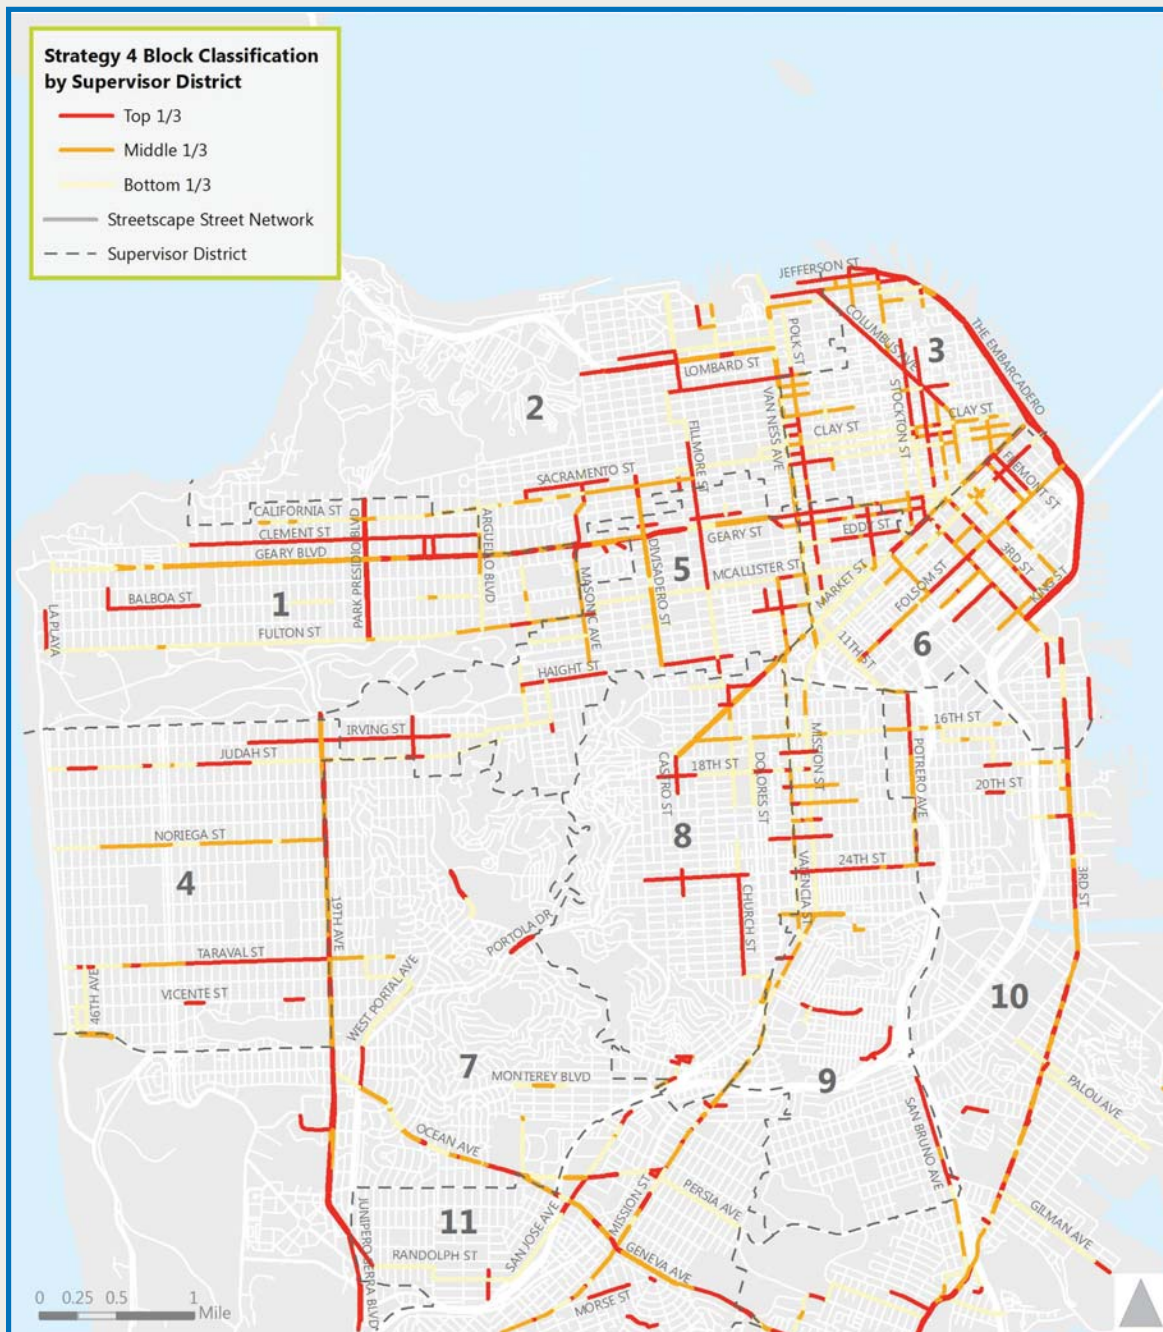 Strategy 4 Block Classification
by Supervisor District
Top 1/3
Middle 1/3
Bottom 1/3
Streetscape Street Network
Supervisor District
JEFFERSON ST
THE EMBARCADERO
COLUMBUS AVE
POLK ST
3
LOMBARD ST
2
VAN NESS AVE
STOCKTON ST
CLAY ST
CLAY ST
FILLMORE ST
FREMONT ST
SACRAMENTO ST
CALIFORNIA ST
CLEMENT ST
GEARY BLVD
PARK PRESIDIO BLVD
ARGUELLO BLVD
GEARY ST
EDDY ST
DIVISADERO ST
5
MCALLISTER ST
MARKET ST
FOLSOM ST
3RD ST
KING ST
MASONIC AVE
BALBOA ST
1
LA PLAYA
FULTON ST
11TH ST
6
HAIGHT ST
IRVING ST
JUDAH ST
16TH ST
MISSION ST
POTRERO AVE
CASTRO ST
18TH ST
DOLORES ST
20TH ST
NORIEGA ST
8
4
24TH ST
VALENCIA ST
3RD ST
CHURCH ST
19TH AVE
PORTOLA DR
TARAVAL ST
WEST PORTAL AVE
46TH AVE
VICENTE ST
10
7
MONTEREY BLVD
9
PALOU AVE
SAN BRUNO AVE
OCEAN AVE
PERSIA AVE
MISSION ST
SAN JOSE AVE
JUNIPERO SERRA BLVD
11
RANDOLPH ST
GENEVA AVE
GILMAN AVE
MORSE ST
0 0.25 0.5 1
Mile